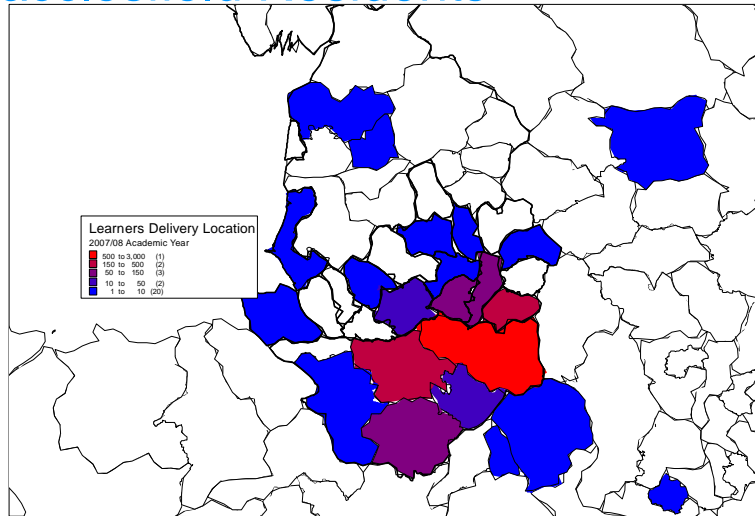 Learners Delivery Location
2007/08 Academic Year
500 to 3,000 (1)
150 to 500 (2)
50 to 150 (3)
10 to 50 (2)
1 to 10 (20)